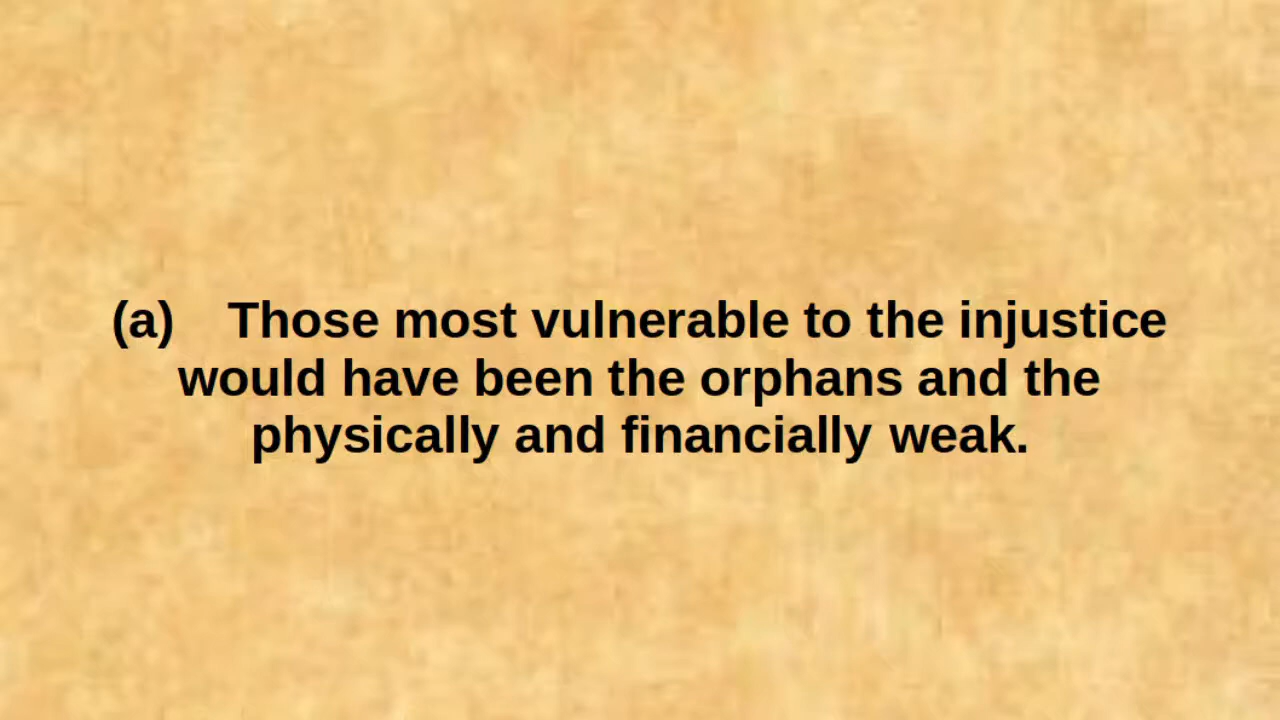 (a) Those most vulnerable to the injustice
would have been the orphans and the
physically and financially weak.